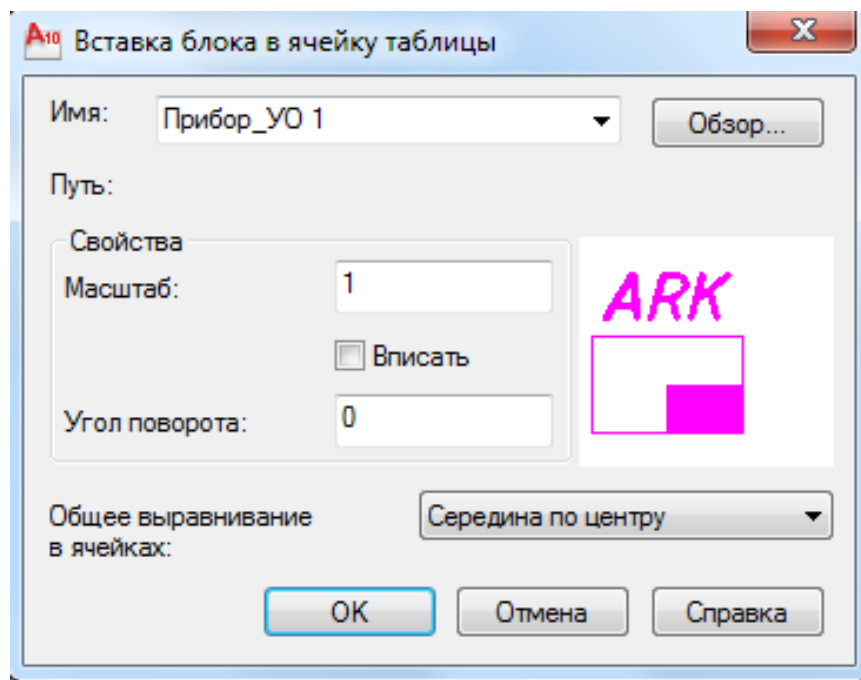 A10 Вставка блока в ячейку таблицы
Имя: Прибор_УО 1 Обзор...
Путь:
Свойства
Масштаб: 1
ARK
Вписать
Угол поворота: 0
Общее выравнивание
в ячейках:
Середина по центру
OK Отмена Справка